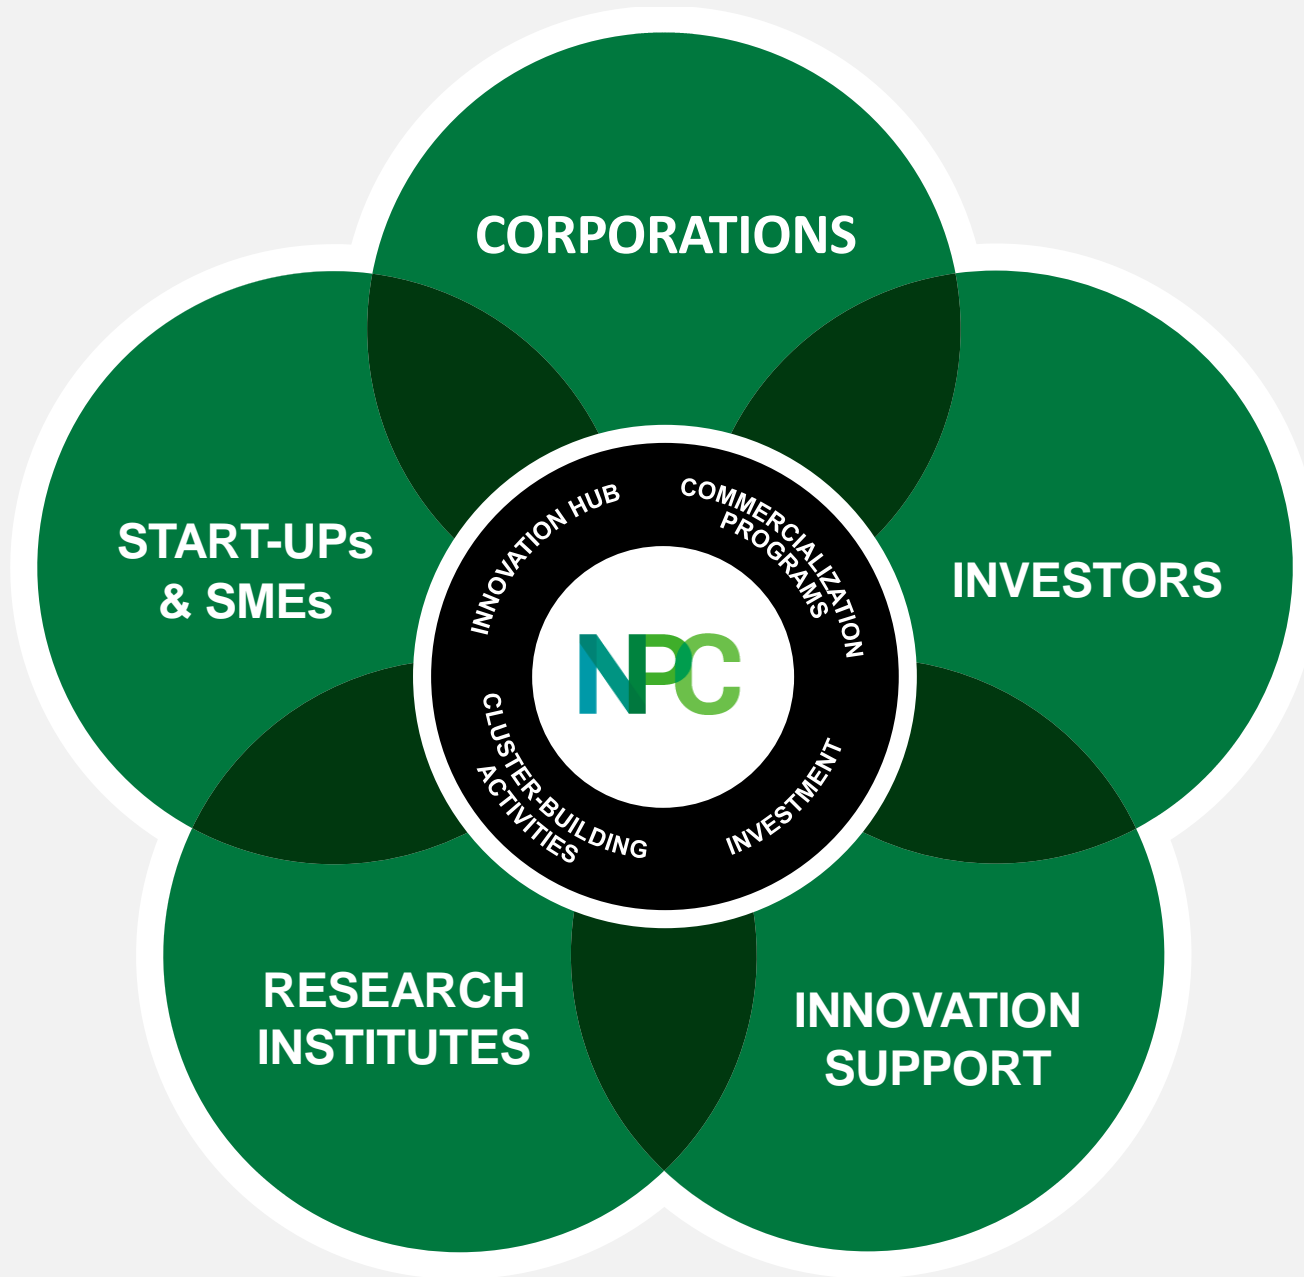 CORPORATIONS
START-UPs
& SMEs
INVESTORS
INNOVATION HUB
COMMERCIALIZATION
PROGRAMS
NPC
CLUSTER-BUILDING
ACTIVITIES
INVESTMENT
RESEARCH
INSTITUTES
INNOVATION
SUPPORT